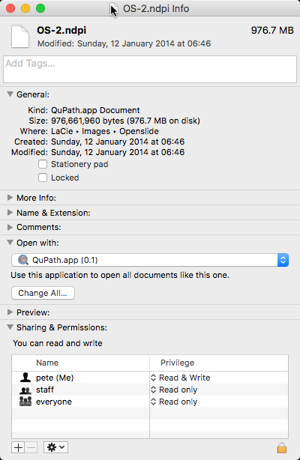 OS-2.ndpi Info
OS-2.ndpi 976.7 MB
Modified: Sunday, 12 January 2014 at 06:46
Add Tags...
General:
Kind: QuPath.app Document
Size: 976,661,960 bytes (976.7 MB on disk)
Where: LaCie ▸ Images ▸ Openslide
Created: Sunday, 12 January 2014 at 06:46
Modified: Sunday, 12 January 2014 at 06:46
Stationery pad
Locked
More Info:
Name & Extension:
Comments:
Open with:
QuPath.app (0.1)
Use this application to open all documents like this one.
Change All...
Preview:
Sharing & Permissions:
You can read and write
Name Privilege
pete (Me) Read & Write
staff Read only
everyone Read only